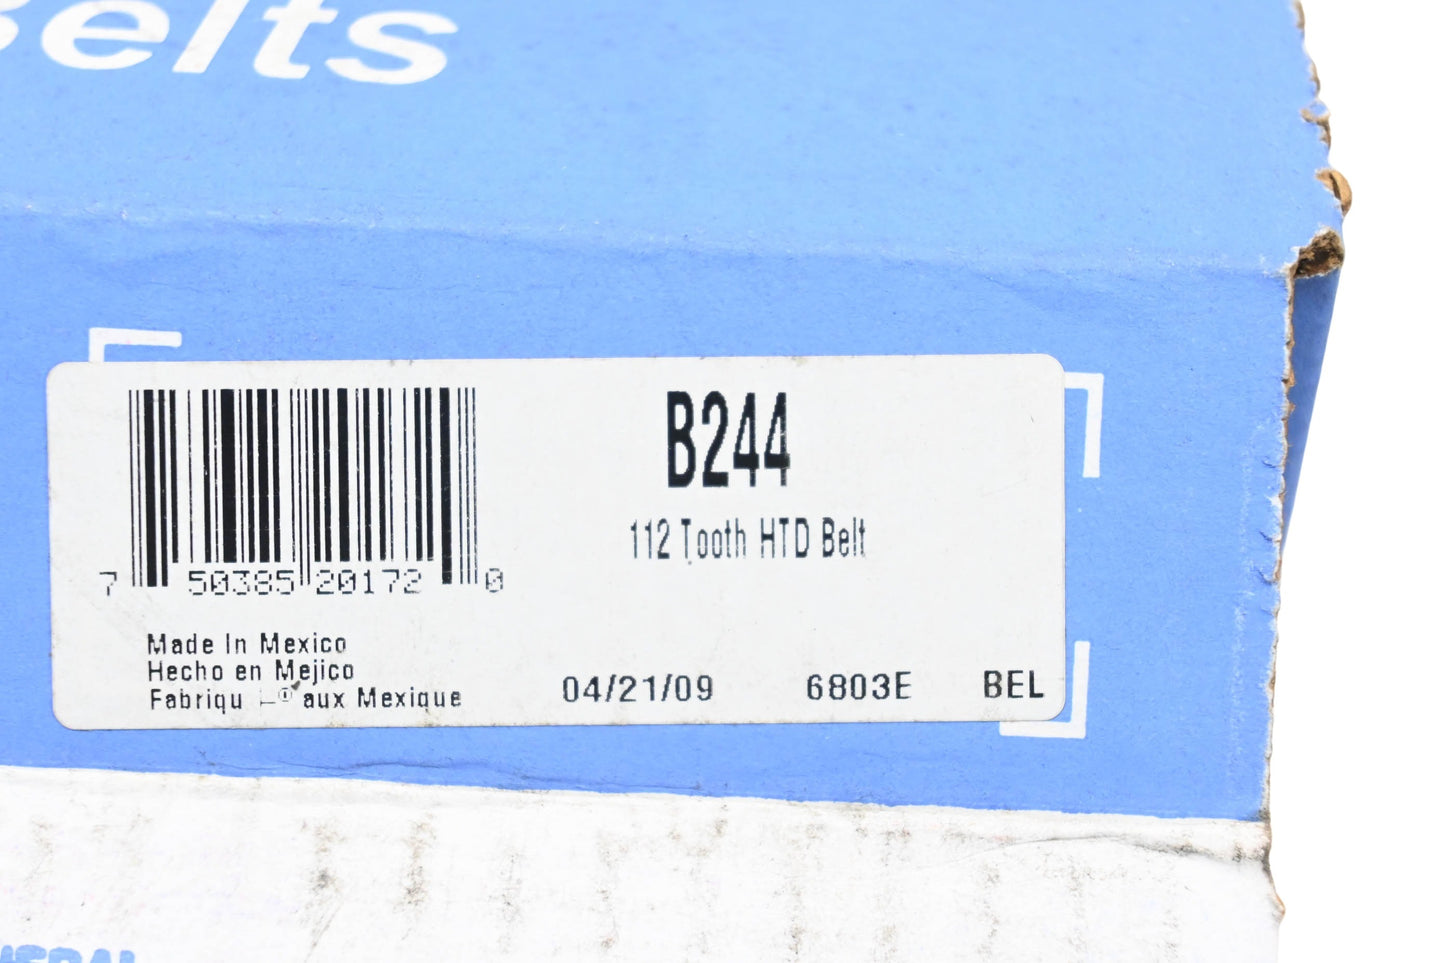 Belts
B244
112 Tooth HTD Belt
7 50385 20172 0
Made In Mexico
Hecho en Mejico
Fabriqu aux Mexique
04/21/09 6803E BEL